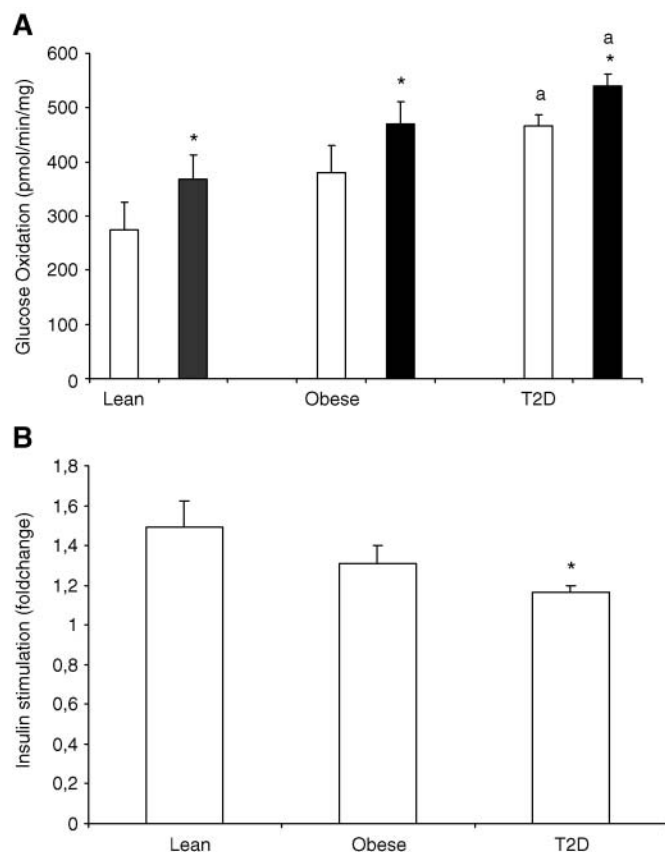 A
Glucose Oxidation (pmol/min/mg)
600
500
400
300
200
100
0
*
*
a
a
*
Lean Obese T2D
B
Insulin stimulation (foldchange)
1,8
1,6
1,4
1,2
1
0,8
0,6
0,4
0,2
0
*
Lean Obese T2D